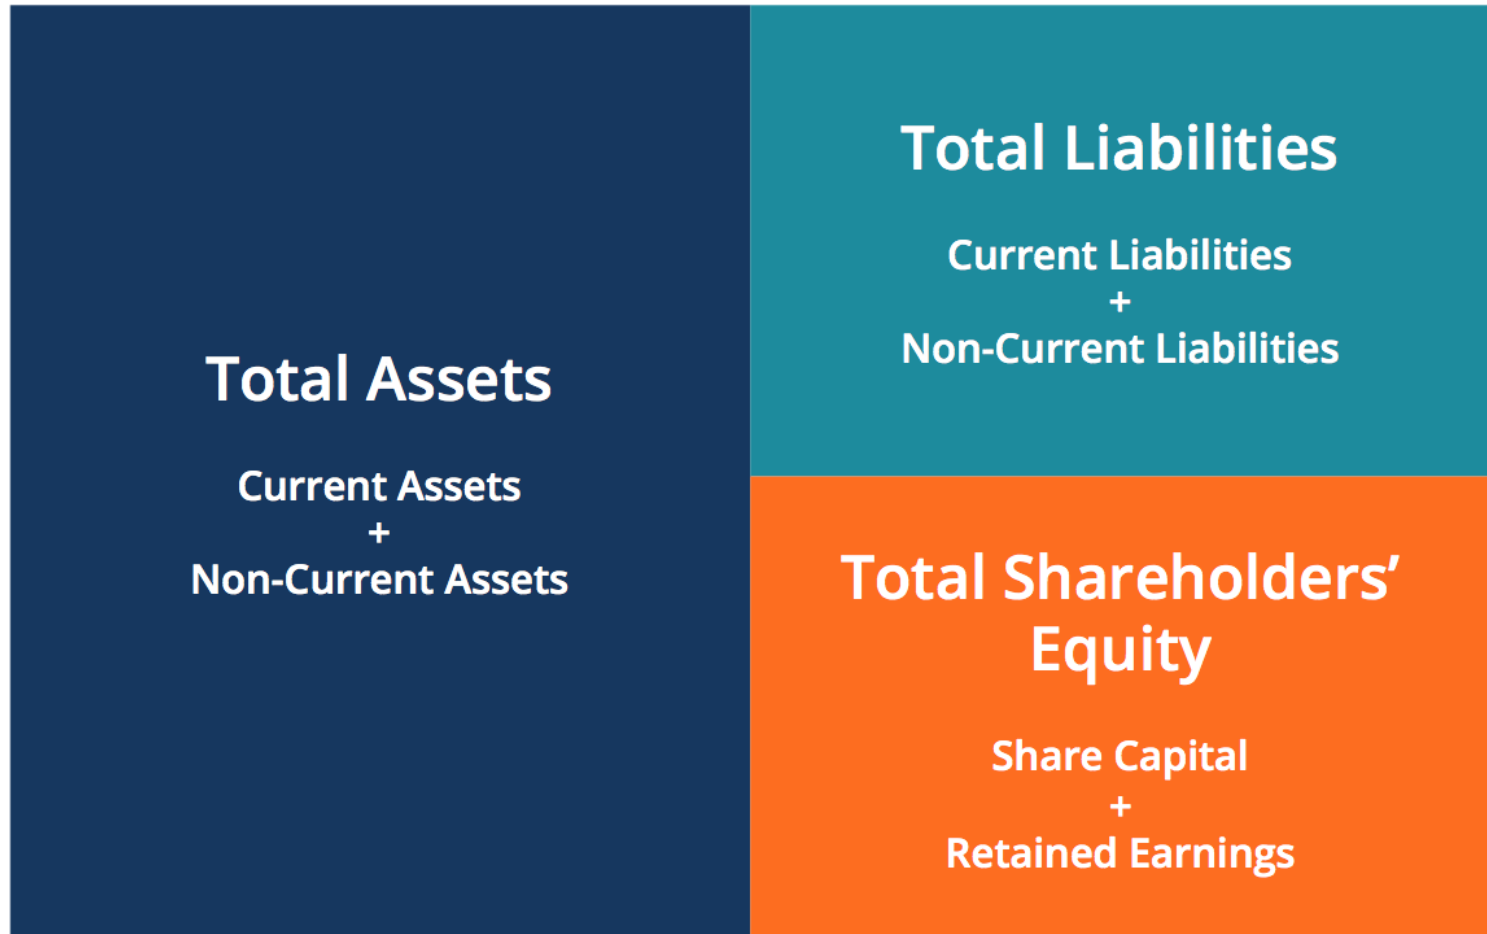 Total Assets
Current Assets
+
Non-Current Assets
Total Liabilities
Current Liabilities
+
Non-Current Liabilities
Total Shareholders’
Equity
Share Capital
+
Retained Earnings